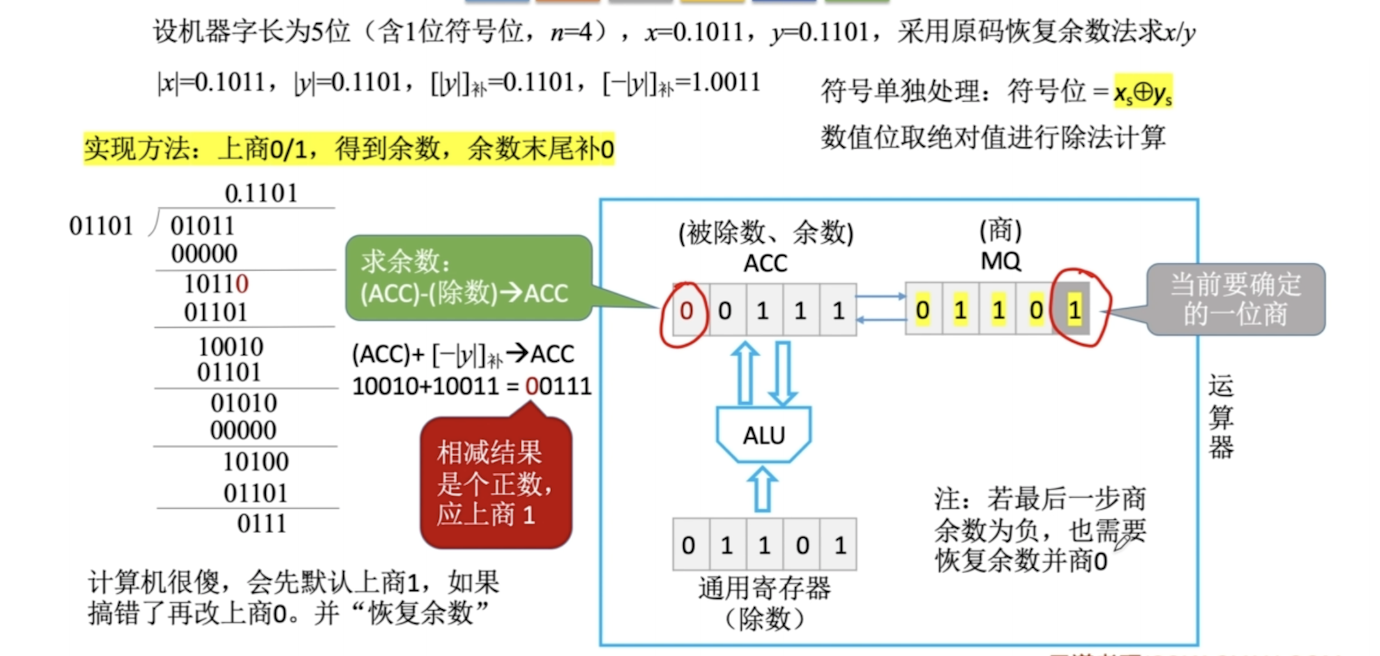 设机器字长为5位（含1位符号位，n=4），x=0.1011，y=0.1101，采用原码恢复余数法求x/y
|x|=0.1011，|y|=0.1101，[|y|]补=0.1101，[−|y|]补=1.0011
符号单独处理：符号位 = xs⊕ys
数值位取绝对值进行除法计算
实现方法：上商0/1，得到余数，余数末尾补0
0.1101
01101
01011
00000
10110
01101
10010
01101
01010
00000
10100
01101
0111
求余数：
(ACC)-(除数)→ACC
(ACC)+ [−|y|]补→ACC
10010+10011 = 00111
相减结果
是个正数，
应上商 1
计算机很傻，会先默认上商1，如果
搞错了再改上商0。并“恢复余数”
(被除数、余数)
ACC
0 0 1 1 1
(商)
MQ
0 1 1 0 1
当前要确定
的一位商
ALU
0 1 1 0 1
通用寄存器
（除数）
运算器
注：若最后一步商
余数为负，也需要
恢复余数并商0